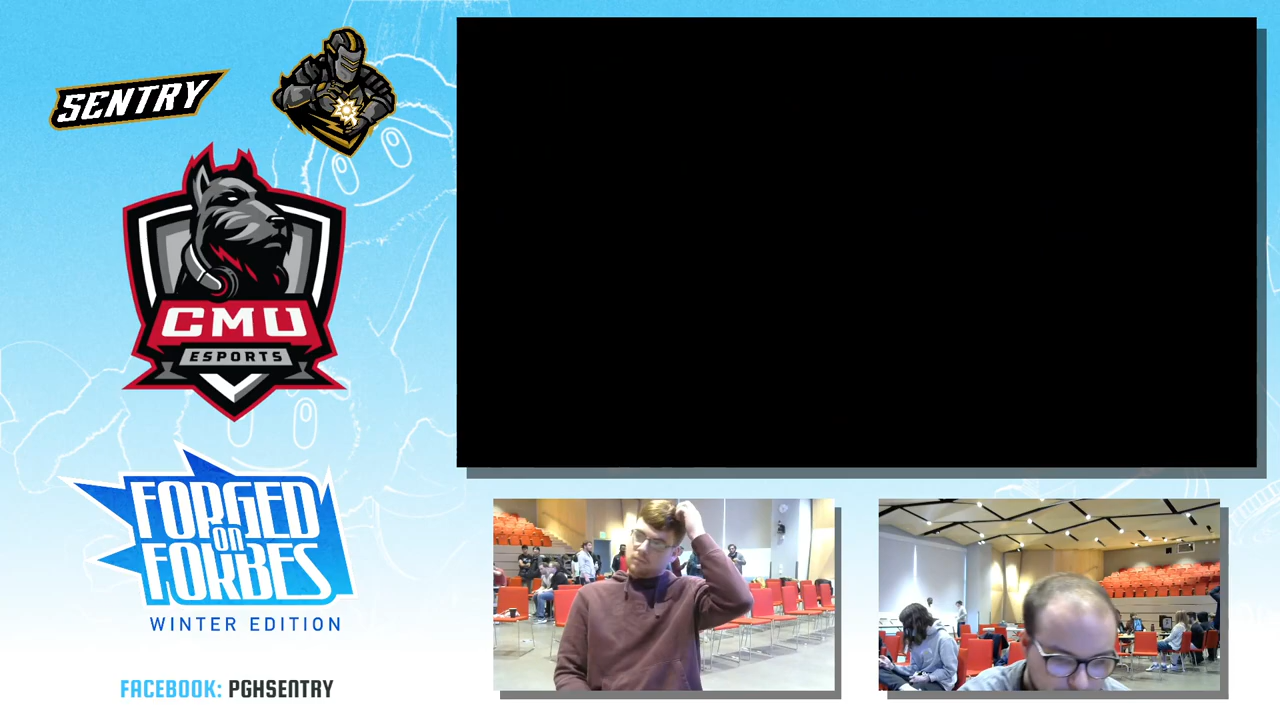 SENTRY
CMU
ESPORTS
FORGED
on
FORBES
WINTER EDITION
FACEBOOK: PGHSENTRY